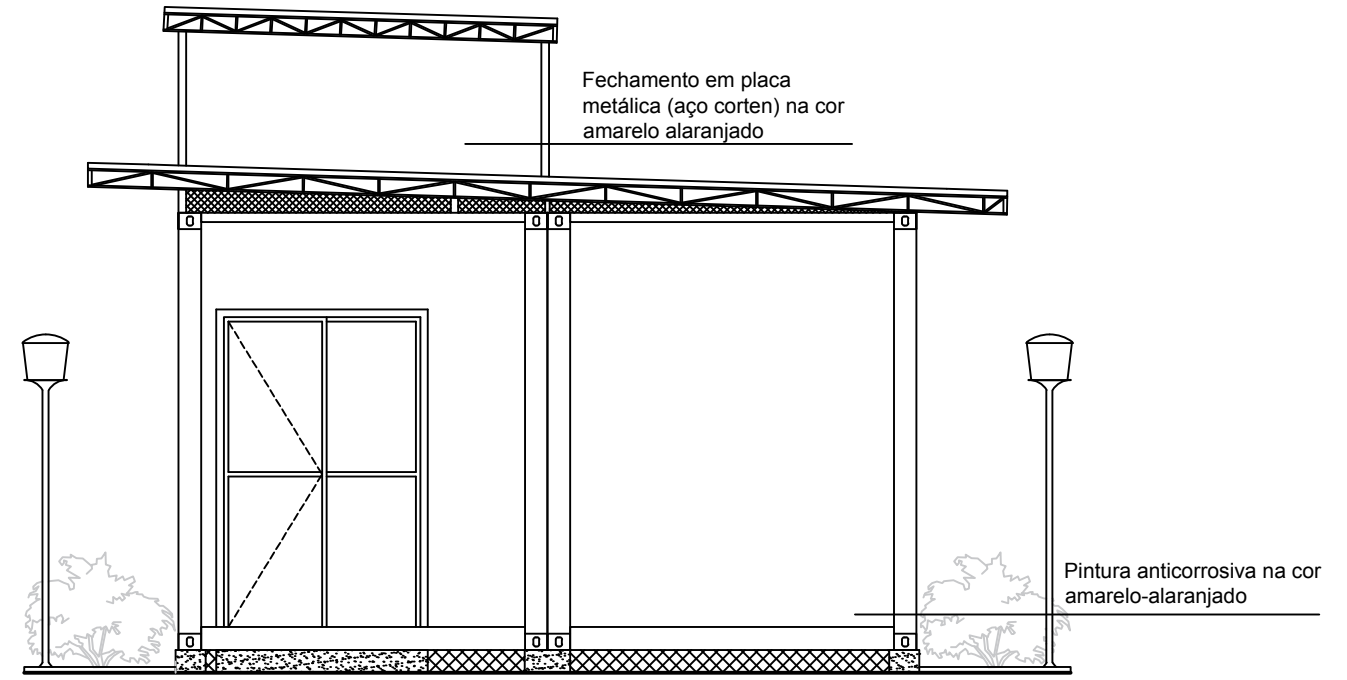 Fechamento em placa
metálica (aço corten) na cor
amarelo alaranjado
Pintura anticorrosiva na cor
amarelo-alaranjado